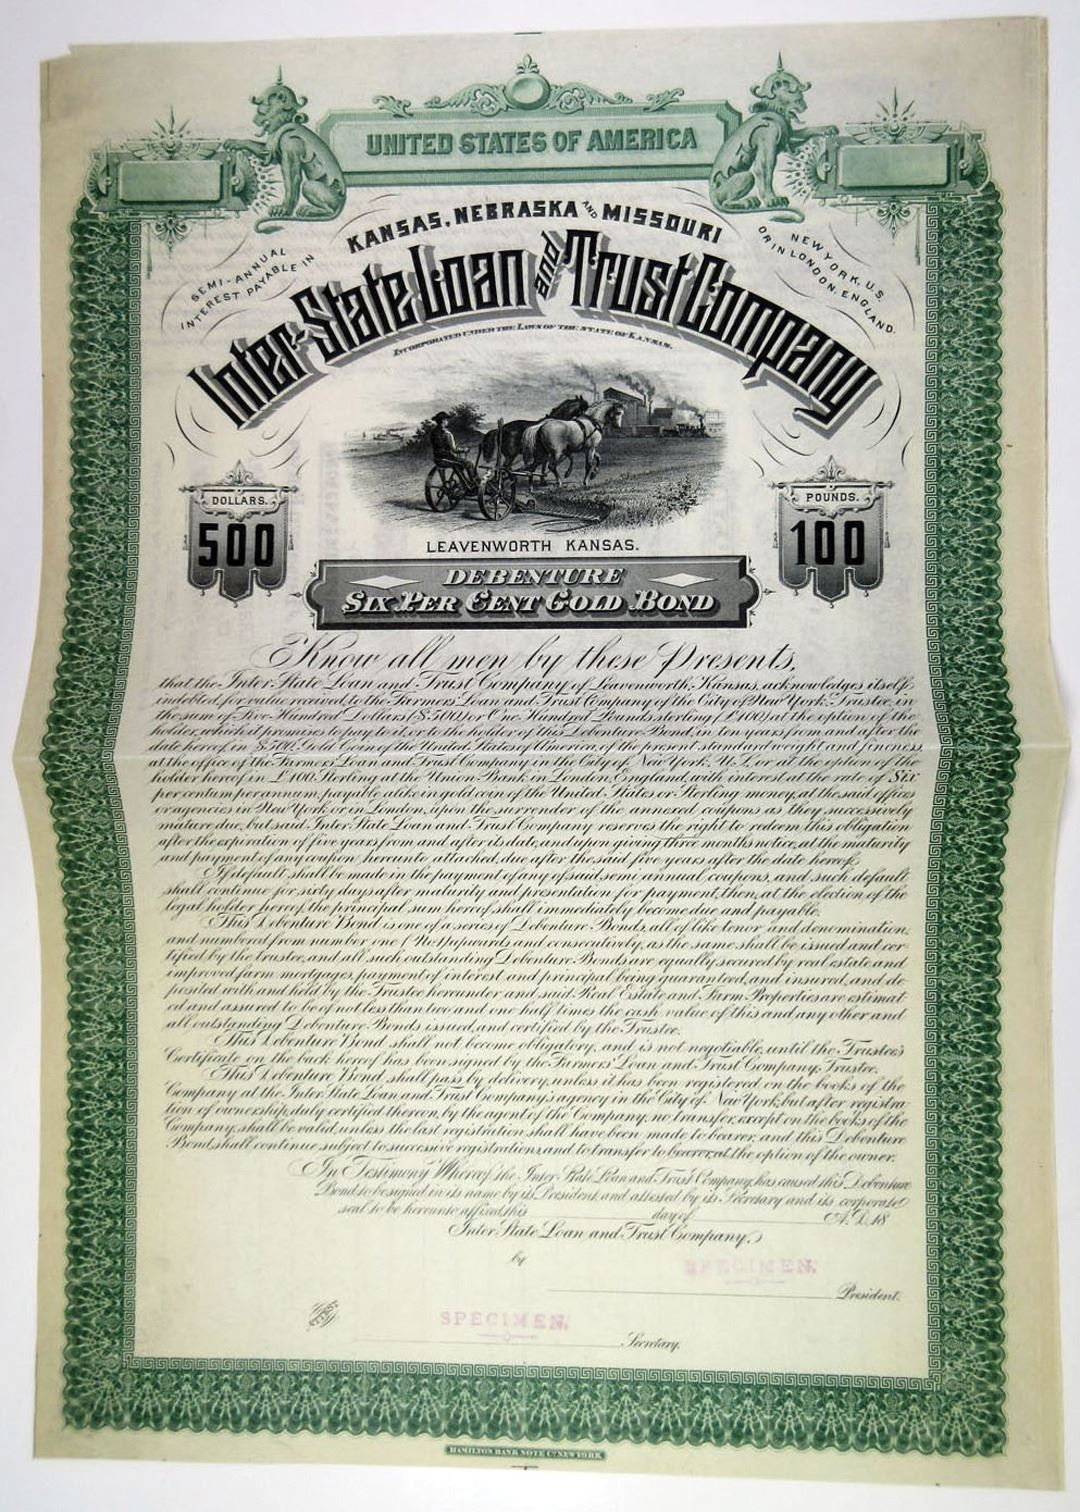 UNITED STATES OF AMERICA
KANSAS, NEBRASKA AND MISSOURI
SEMI-ANNUAL
INTEREST PAYABLE IN
NEW YORK, U.S.
OR IN LONDON, ENGLAND.
Inter-State Loan and Trust Company
INCORPORATED UNDER THE LAWS OF THE STATE OF KANSAS.
DOLLARS.
500
POUNDS.
100
LEAVENWORTH KANSAS.
DEBENTURE
SIX PER CENT GOLD BOND
Know all men by these Presents,
that the Inter State Loan and Trust Company of Leavenworth, Kansas, acknowledges itself
indebted, for value received, to the Farmers Loan and Trust Company of the City of New York, Trustee, in
the sum of Five Hundred Dollars ($500) or One Hundred Pounds sterling (£100) at the option of the
holder, which it promises to pay to it, or to the holder of this Debenture Bond, in ten years from and after the
date hereof, in $500. Gold Coin of the United States of America, of the present standard weight and fineness,
at the office of the Farmers' Loan and Trust Company in the City of New York, U.S., or at the option of the
holder hereof in £100. Sterling at the Union Bank in London, England, with interest at the rate of Six
per centum per annum, payable alike in gold coin of the United States or Sterling money, at the said offices
or agencies in New York or in London, upon the surrender of the annexed coupons as they successively
mature due, but said Inter State Loan and Trust Company reserves the right to redeem this obligation
after the expiration of five years from and after its date, and upon giving three months notice, at the maturity
and payment of any coupon hereunto attached, due after the said five years after the date hereof.
If default shall be made in the payment of any of said semi, annual coupons, and such default
shall continue for sixty days after maturity and presentation for payment, then, at the election of the
legal holder hereof, the principal sum hereof shall immediately become due and payable.
This Debenture Bond is one of a series of Debenture Bonds, all of like tenor and denomination,
and numbered from number one (No 1) upwards and consecutively, as the same shall be issued and cer-
tified by the trustee, and all such outstanding Debenture Bonds are equally secured by real estate and
improved farm mortgages, payment of interest and principal being guaranteed, and insured, and de-
posited with and held by the Trustee hereunder and said Real Estate and Farm Properties are estimat-
ed and assured to be of not less than two and one half times the cash value of this and any other and
all outstanding Debenture Bonds issued, and certified by the Trustee.
This Debenture Bond shall not become obligatory, and is not negotiable, until the Trustee's
Certificate on the back hereof has been signed by the Farmers' Loan and Trust Company, Trustee.
This Debenture Bond shall pass by delivery, unless it has been registered on the books of the
Company at the Inter State Loan and Trust Company's agency in the City of New York, but after registra-
tion of ownership, duly certified thereon, by the agent of the Company, no transfer, except on the books of the
Company, shall be valid, unless the last registration shall have been made to bearer, and this Debenture
Bond shall continue subject to successive registrations, and to transfer to bearer, at the option of the owner.
In Testimony Whereof, the Inter State Loan and Trust Company, has caused this Debenture
Bond to be signed in its name by its President, and attested by its Secretary and its corporate
seal to be hereunto affixed, this day of A.D. 18
Inter State Loan and Trust Company,
by
SPECIMEN.
President.
SPECIMEN.
Secretary.
HAMILTON BANK NOTE CO. NEW YORK.